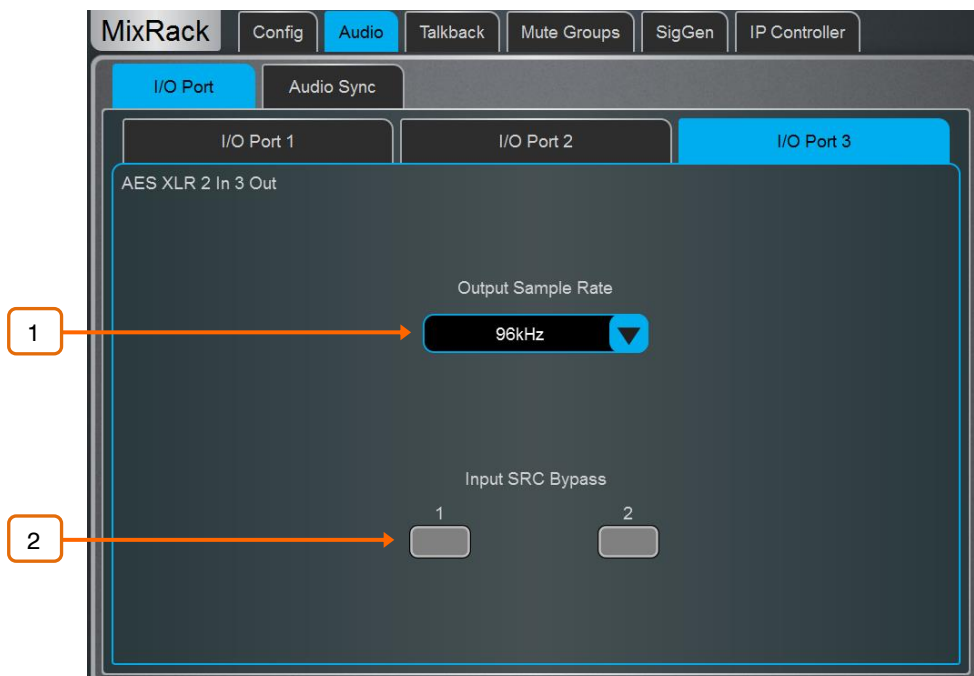 MixRack Config Audio Talkback Mute Groups SigGen IP Controller
I/O Port Audio Sync
I/O Port 1 I/O Port 2 I/O Port 3
AES XLR 2 In 3 Out
Output Sample Rate
1 96kHz
Input SRC Bypass
1 2
2